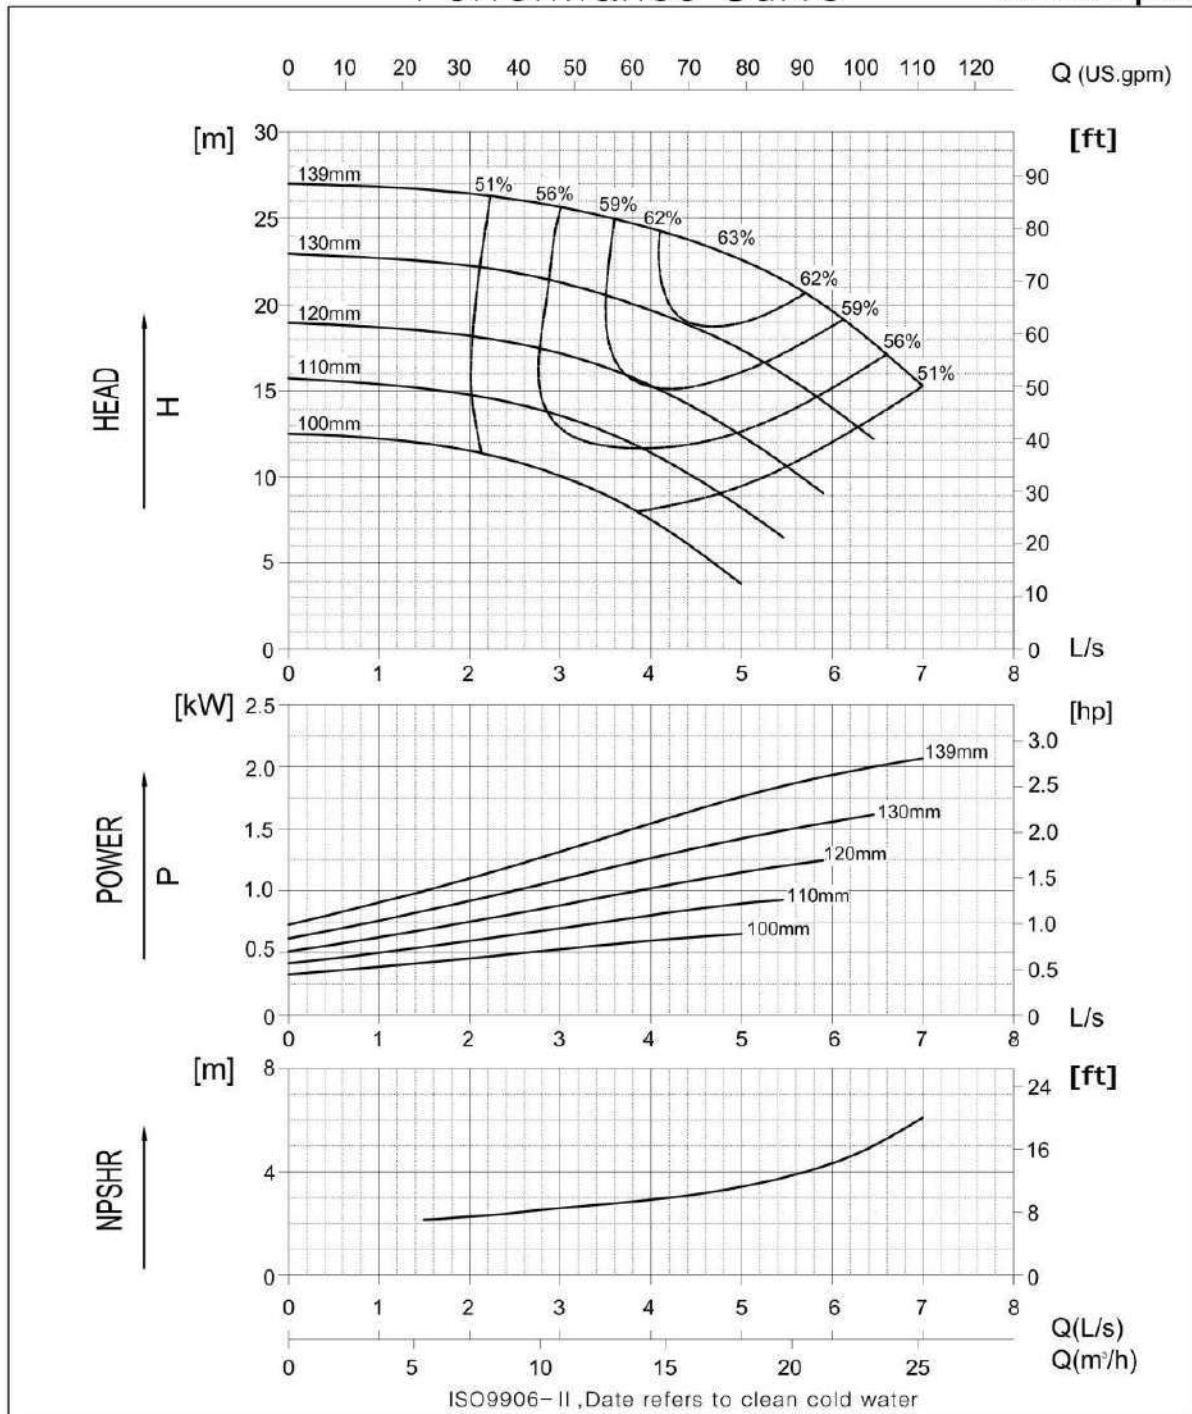 Performance Curve
0 10 20 30 40 50 60 70 80 90 100 110 120 Q (US.gpm)
[m] 30 [ft]
139mm 51% 56% 59% 62% 63% 62% 59% 56% 51%
130mm
120mm
110mm
100mm
25
20
15
10
5
0
90
80
70
60
50
40
30
20
10
0
HEAD H
0 1 2 3 4 5 6 7 8 L/s
[kW] 2.5 [hp]
2.0
1.5
1.0
0.5
0
3.0
2.5
2.0
1.5
1.0
0.5
0
139mm
130mm
120mm
110mm
100mm
POWER P
0 1 2 3 4 5 6 7 8 L/s
[m] 8 [ft]
4
0
24
16
8
0
NPSHR
0 1 2 3 4 5 6 7 8 Q(L/s)
0 5 10 15 20 25 Q(m³/h)
ISO9906-II ,Date refers to clean cold water